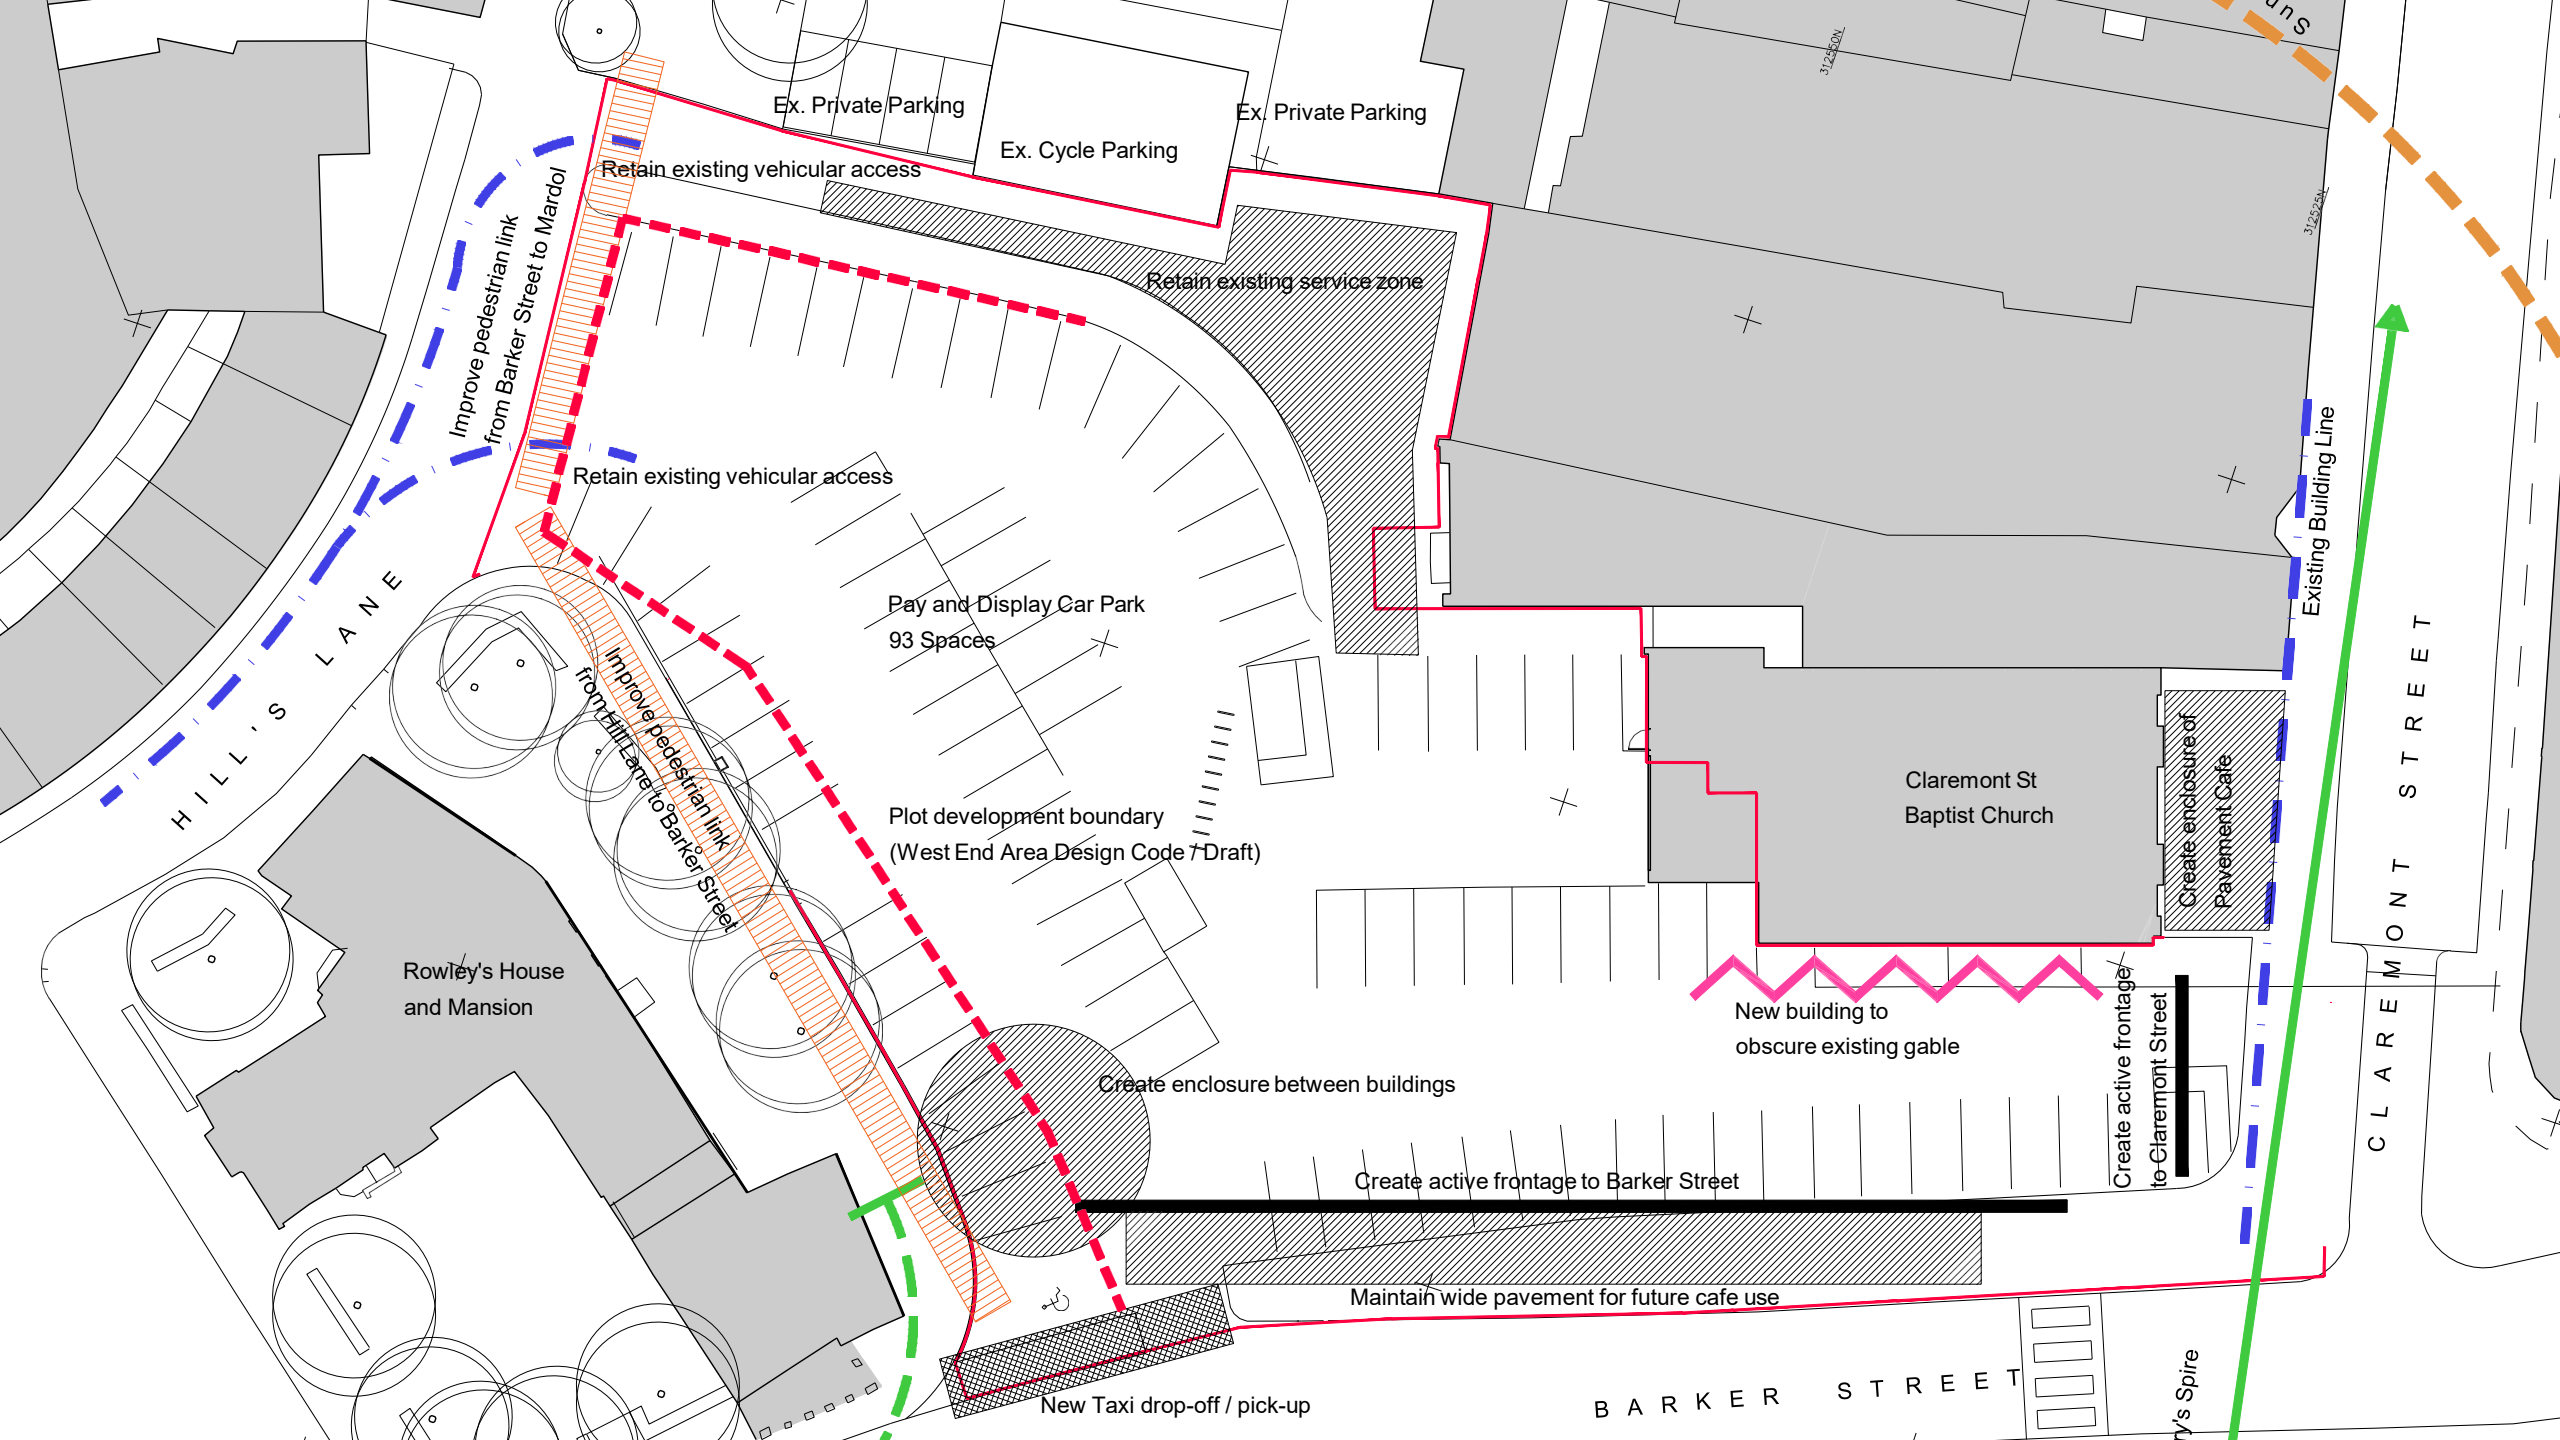 Suns
312550N
Ex. Private Parking
Ex. Private Parking
Ex. Cycle Parking
Retain existing vehicular access
312525N
Improve pedestrian link
from Barker Street to Mardol
Retain existing service zone
Retain existing vehicular access
Existing Building Line
HILL'S LANE
Pay and Display Car Park
93 Spaces
Improve pedestrian link
from Hill Lane to Barker Street
CLAREMONT STREET
Claremont St
Baptist Church
Create enclosure of
Pavement Cafe
Plot development boundary
(West End Area Design Code / Draft)
Rowley's House
and Mansion
New building to
obscure existing gable
Create active frontage
to Claremont Street
Create enclosure between buildings
Create active frontage to Barker Street
Maintain wide pavement for future cafe use
New Taxi drop-off / pick-up
BARKER STREET
ry's Spire